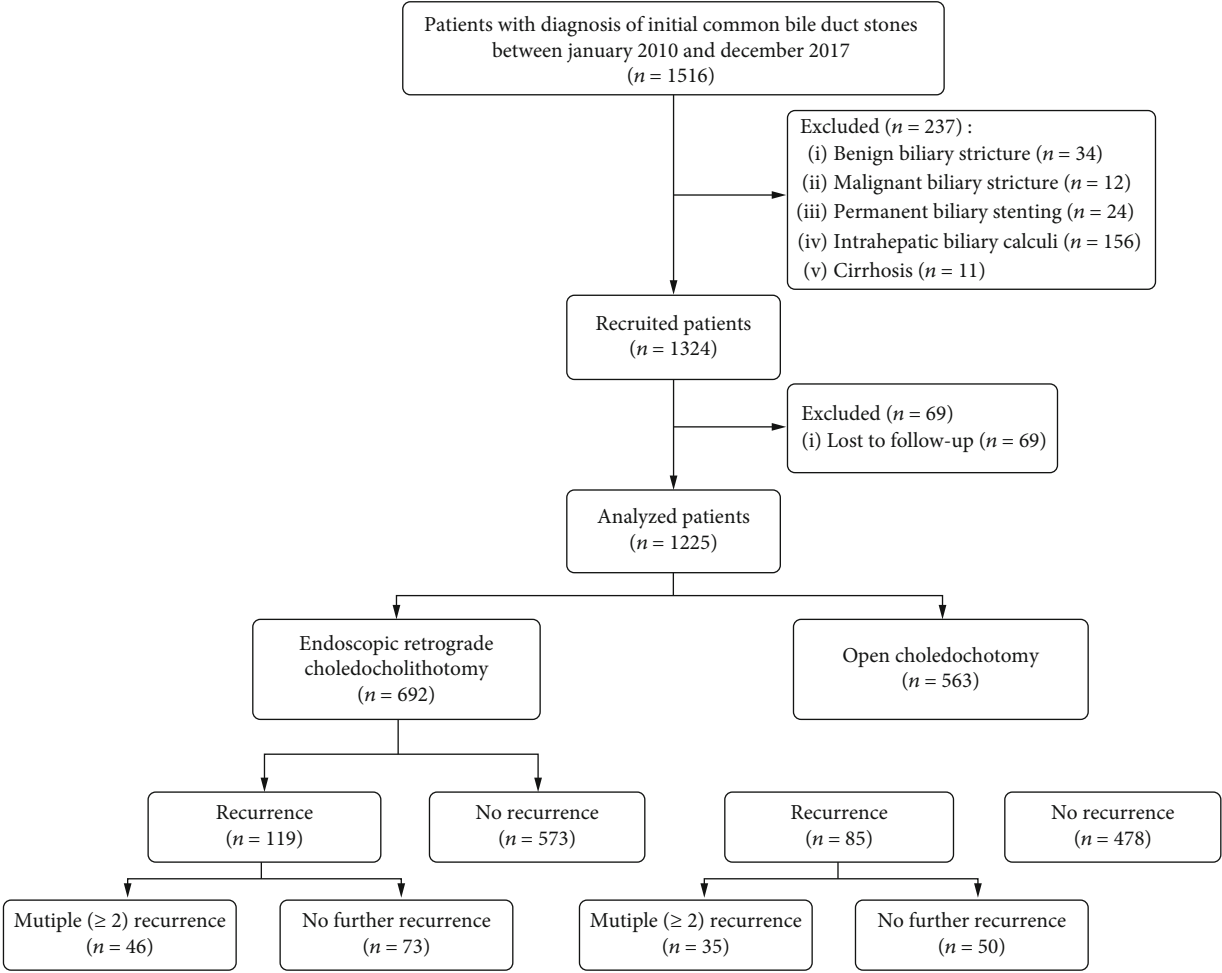 Patients with diagnosis of initial common bile duct stones
between january 2010 and december 2017
(n = 1516)
Excluded (n = 237) :
(i) Benign biliary stricture (n = 34)
(ii) Malignant biliary stricture (n = 12)
(iii) Permanent biliary stenting (n = 24)
(iv) Intrahepatic biliary calculi (n = 156)
(v) Cirrhosis (n = 11)
Recruited patients
(n = 1324)
Excluded (n = 69)
(i) Lost to follow-up (n = 69)
Analyzed patients
(n = 1225)
Endoscopic retrograde
choledocholithotomy
(n = 692)
Open choledochotomy
(n = 563)
Recurrence
(n = 119)
No recurrence
(n = 573)
Recurrence
(n = 85)
No recurrence
(n = 478)
Mutiple (≥ 2) recurrence
(n = 46)
No further recurrence
(n = 73)
Mutiple (≥ 2) recurrence
(n = 35)
No further recurrence
(n = 50)